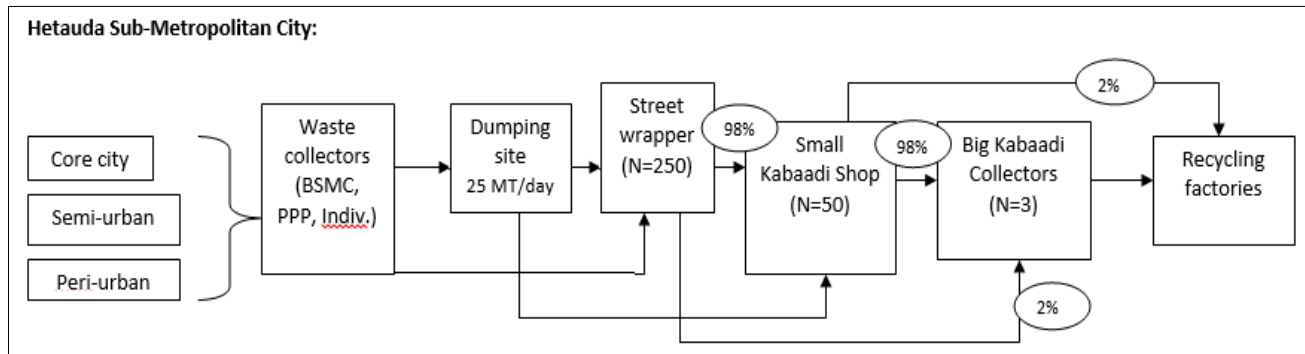 Hetauda Sub-Metropolitan City:
Core city
Semi-urban
Peri-urban
Waste
collectors
(BSMC,
PPP, Indiv.)
Dumping
site
25 MT/day
Street
wrapper
(N=250)
98%
Small
Kabaadi Shop
(N=50)
98%
Big Kabaadi
Collectors
(N=3)
2%
2%
Recycling
factories